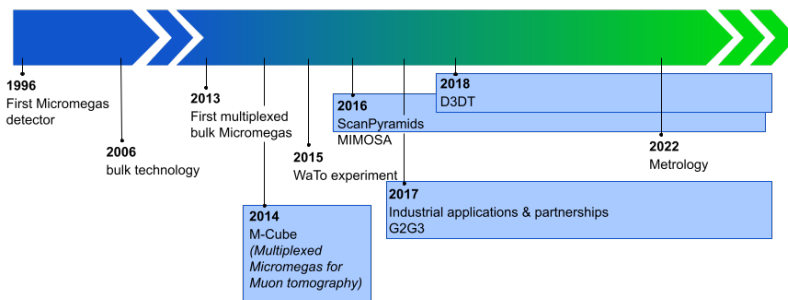 1996
First Micromegas
detector
2006
bulk technology
2013
First multiplexed
bulk Micromegas
2014
M-Cube
(Multiplexed
Micromegas for
Muon tomography)
2015
WaTo experiment
2016
ScanPyramids
MIMOSA
2017
Industrial applications & partnerships
G2G3
2018
D3DT
2022
Metrology